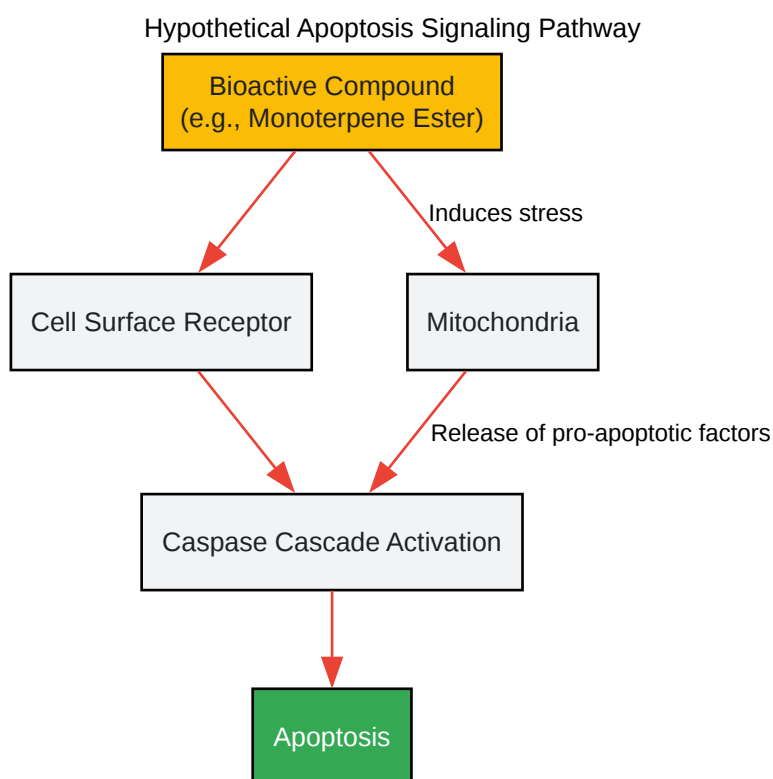 Hypothetical Apoptosis Signaling Pathway
Bioactive Compound
(e.g., Monoterpene Ester)
Induces stress
Cell Surface Receptor
Mitochondria
Release of pro-apoptotic factors
Caspase Cascade Activation
Apoptosis